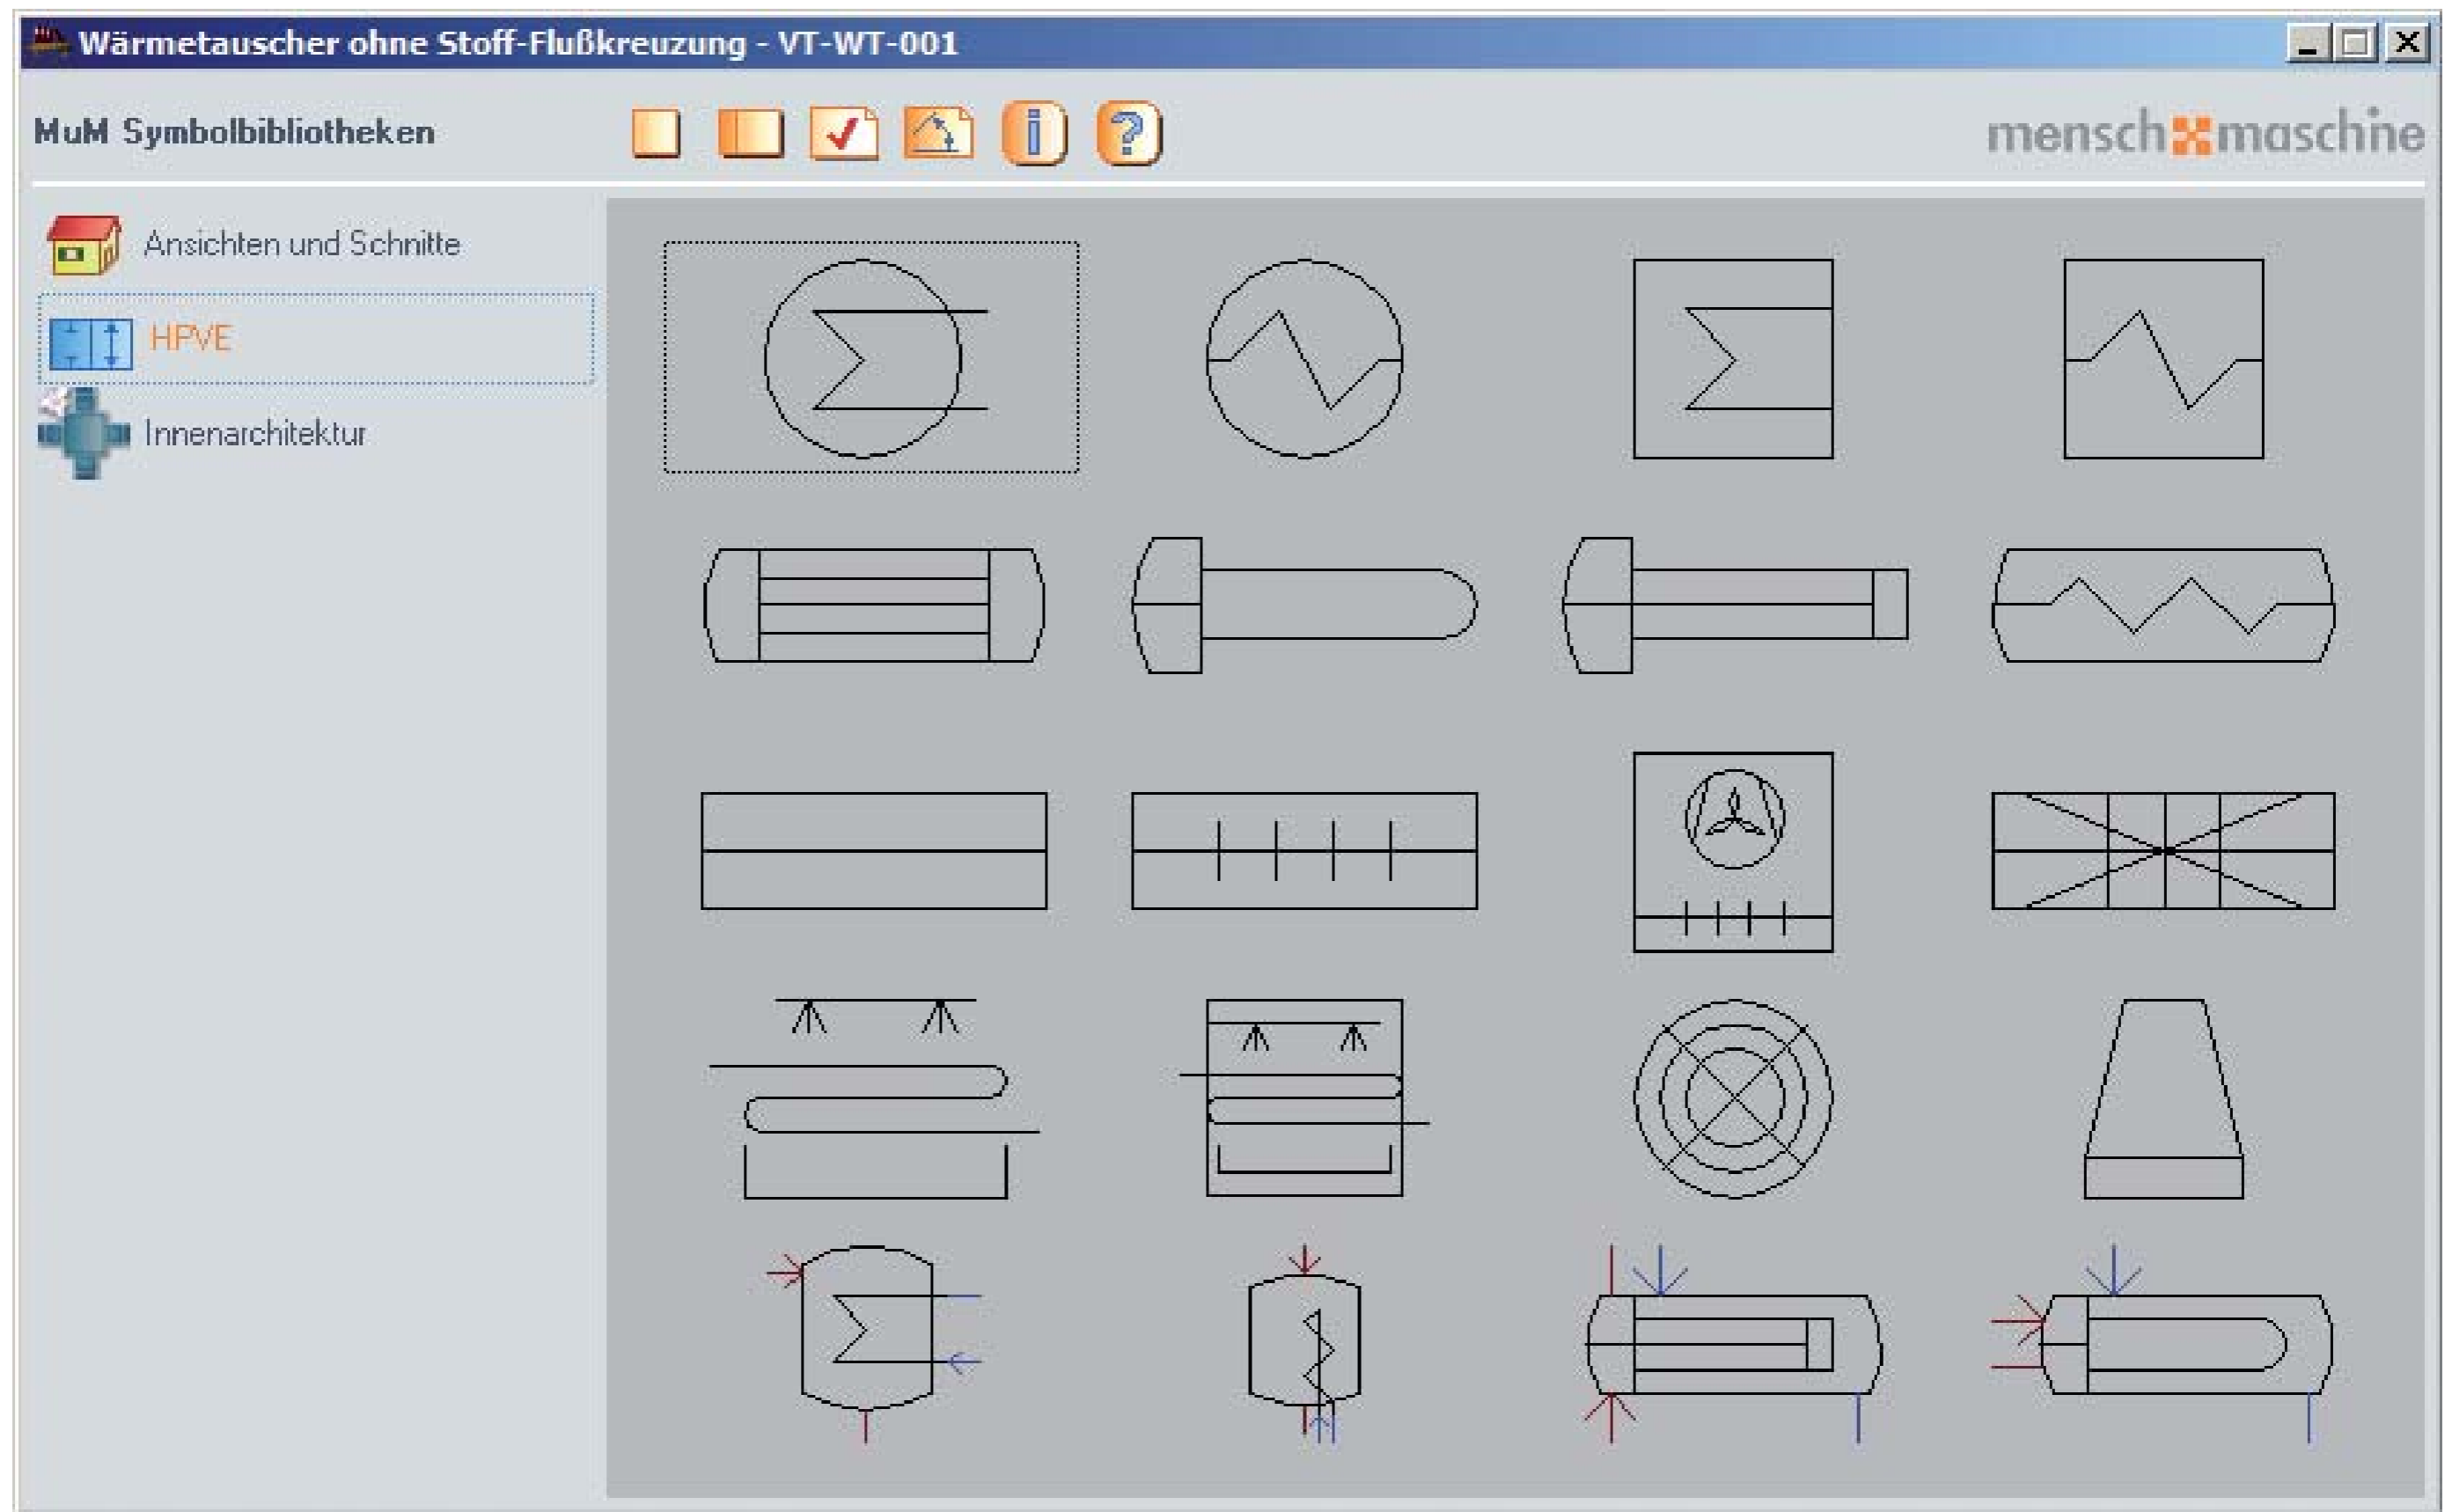 Wärmetauscher ohne Stoff-Flußkreuzung - VT-WT-001
MuM Symbolbibliotheken
mensch maschine
Ansichten und Schnitte
HPVE
Innenarchitektur